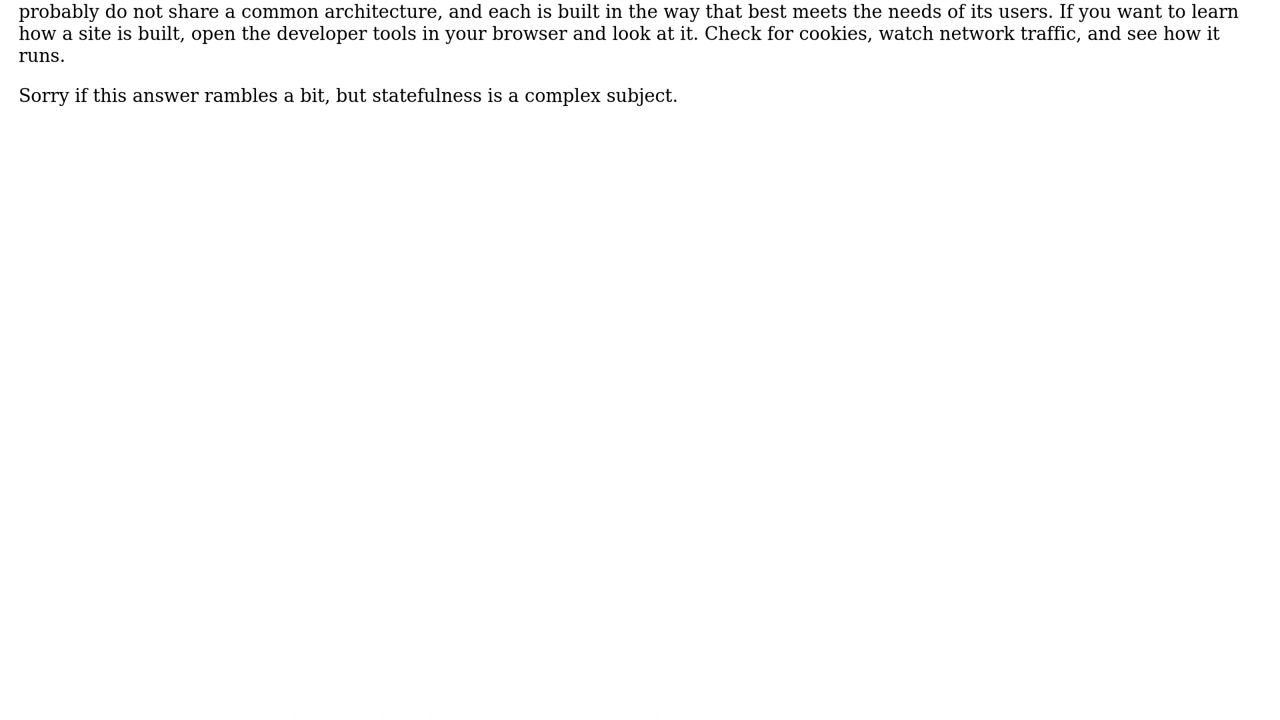 probably do not share a common architecture, and each is built in the way that best meets the needs of its users. If you want to learn
how a site is built, open the developer tools in your browser and look at it. Check for cookies, watch network traffic, and see how it
runs.
Sorry if this answer rambles a bit, but statefulness is a complex subject.